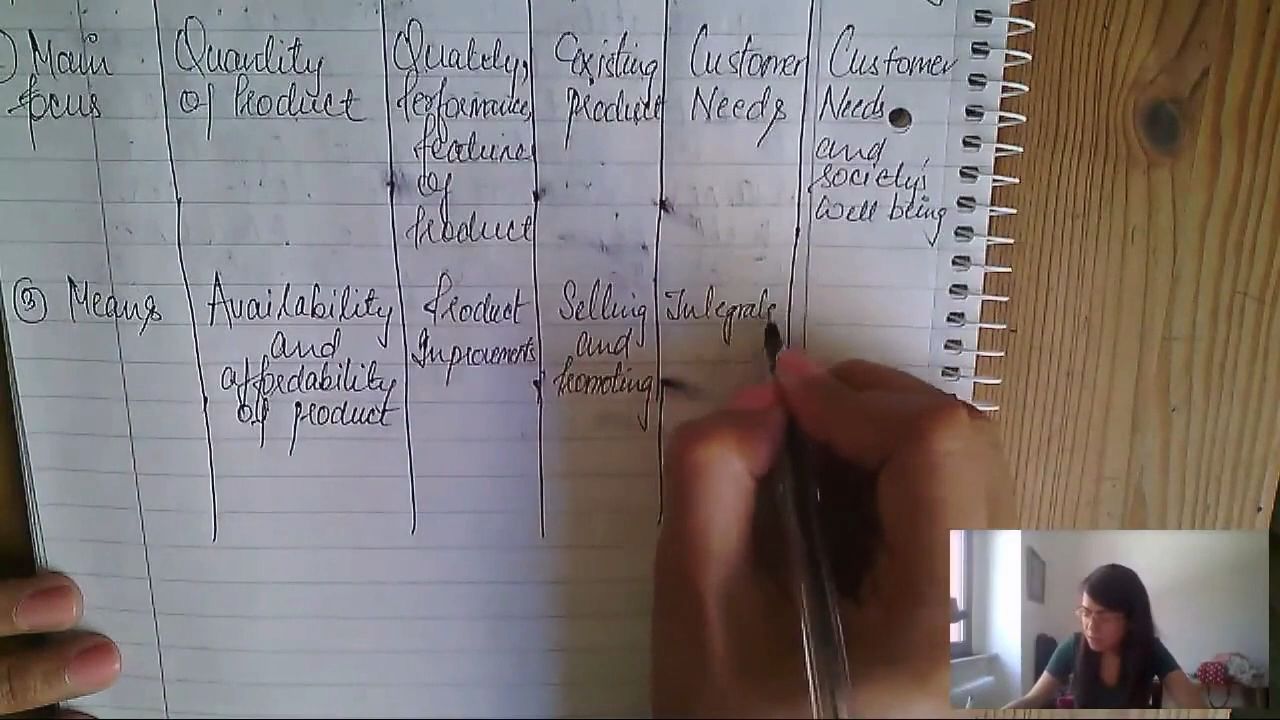 Main
focus
Quantity
of Product
Quality,
Performance,
features
of
Product
Existing
Product
Customer
Needs
Customer
Needs
and
society's
well being
③ Means
Availability
and
affordability
of product
Product
Improvements
Selling
and
Promoting
Integrate